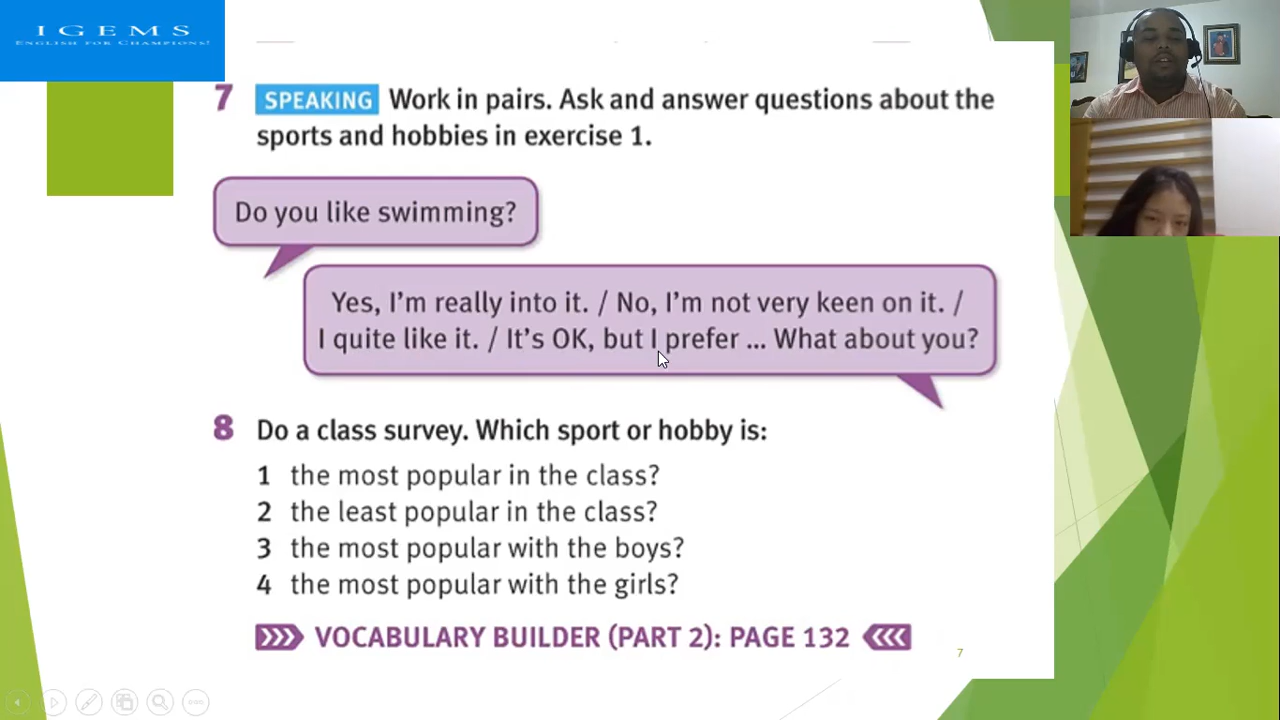 IGEMS
ENGLISH FOR CHAMPIONS!
7 SPEAKING Work in pairs. Ask and answer questions about the
sports and hobbies in exercise 1.
Do you like swimming?
Yes, I'm really into it. / No, I'm not very keen on it. /
I quite like it. / It's OK, but I prefer ... What about you?
8 Do a class survey. Which sport or hobby is:
1 the most popular in the class?
2 the least popular in the class?
3 the most popular with the boys?
4 the most popular with the girls?
VOCABULARY BUILDER (PART 2): PAGE 132
7